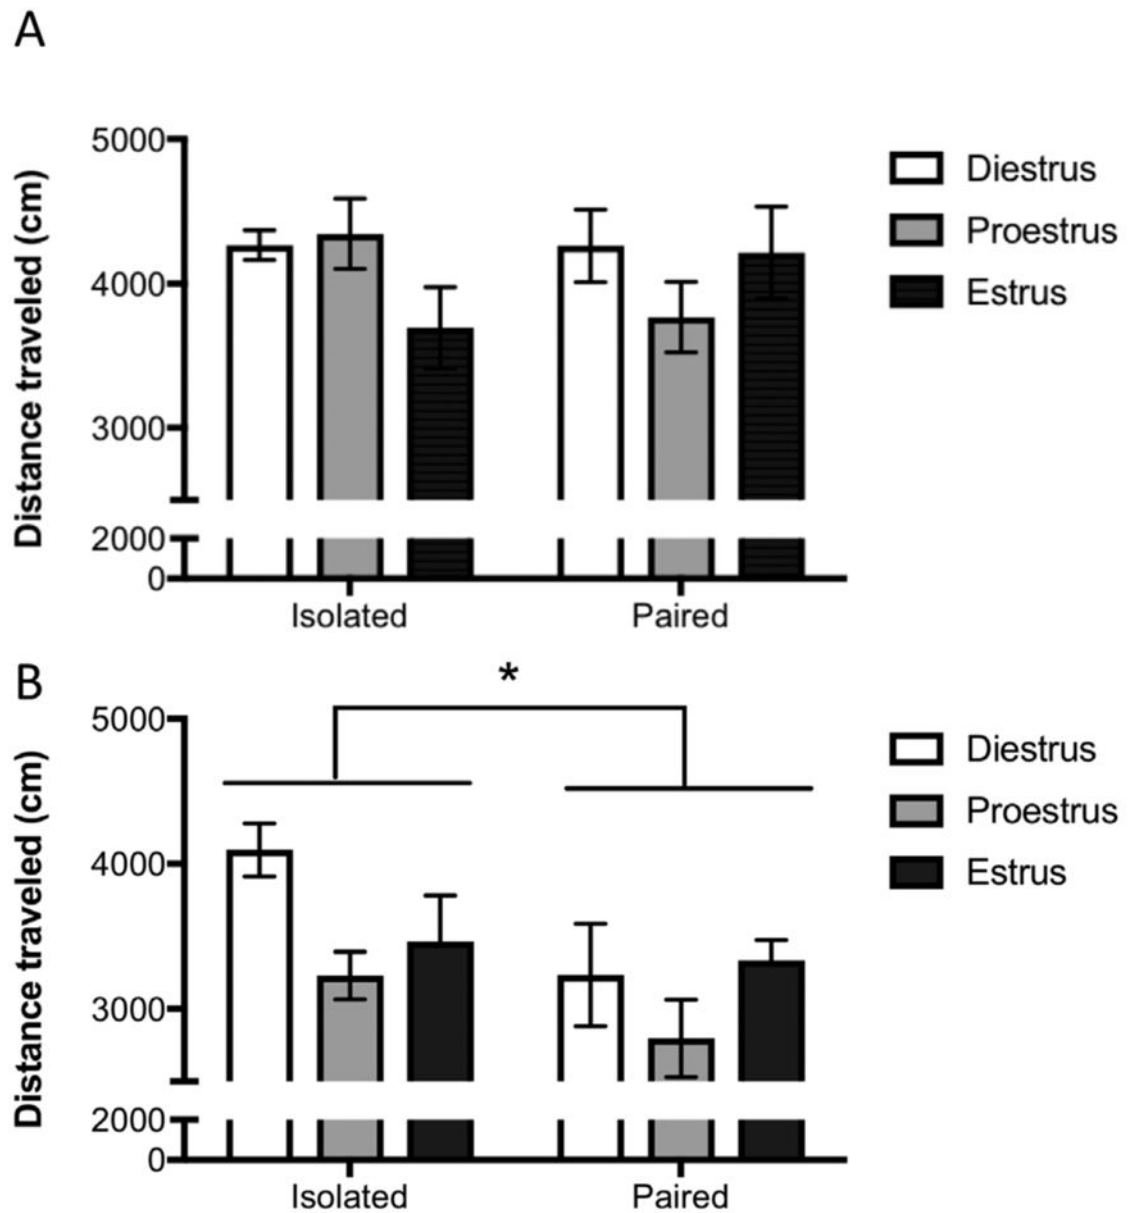 A
Distance traveled (cm)
5000
4000
3000
2000
0
Isolated
Paired
Diestrus
Proestrus
Estrus
B
*
Distance traveled (cm)
5000
4000
3000
2000
0
Isolated
Paired
Diestrus
Proestrus
Estrus